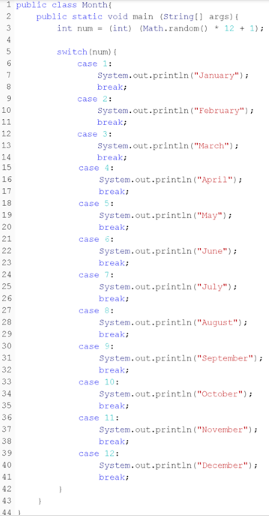 1 public class Month{
2 public static void main (String[] args){
3 int num = (int) (Math.random() * 12 + 1);
4
5 switch(num){
6 case 1:
7 System.out.println("January");
8 break;
9 case 2:
10 System.out.println("February");
11 break;
12 case 3:
13 System.out.println("March");
14 break;
15 case 4:
16 System.out.println("April");
17 break;
18 case 5:
19 System.out.println("May");
20 break;
21 case 6:
22 System.out.println("June");
23 break;
24 case 7:
25 System.out.println("July");
26 break;
27 case 8:
28 System.out.println("August");
29 break;
30 case 9:
31 System.out.println("September");
32 break;
33 case 10:
34 System.out.println("October");
35 break;
36 case 11:
37 System.out.println("November");
38 break;
39 case 12:
40 System.out.println("December");
41 break;
42 }
43 }
44 }